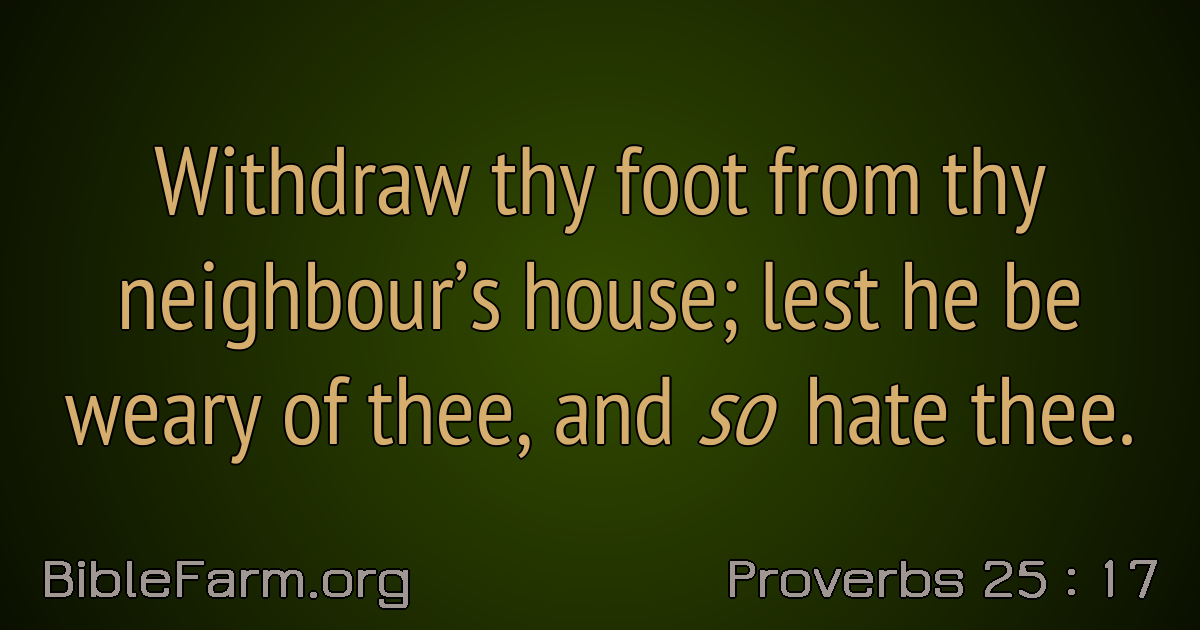 Withdraw thy foot from thy
neighbour’s house; lest he be
weary of thee, and so hate thee.
BibleFarm.org
Proverbs 25 : 17